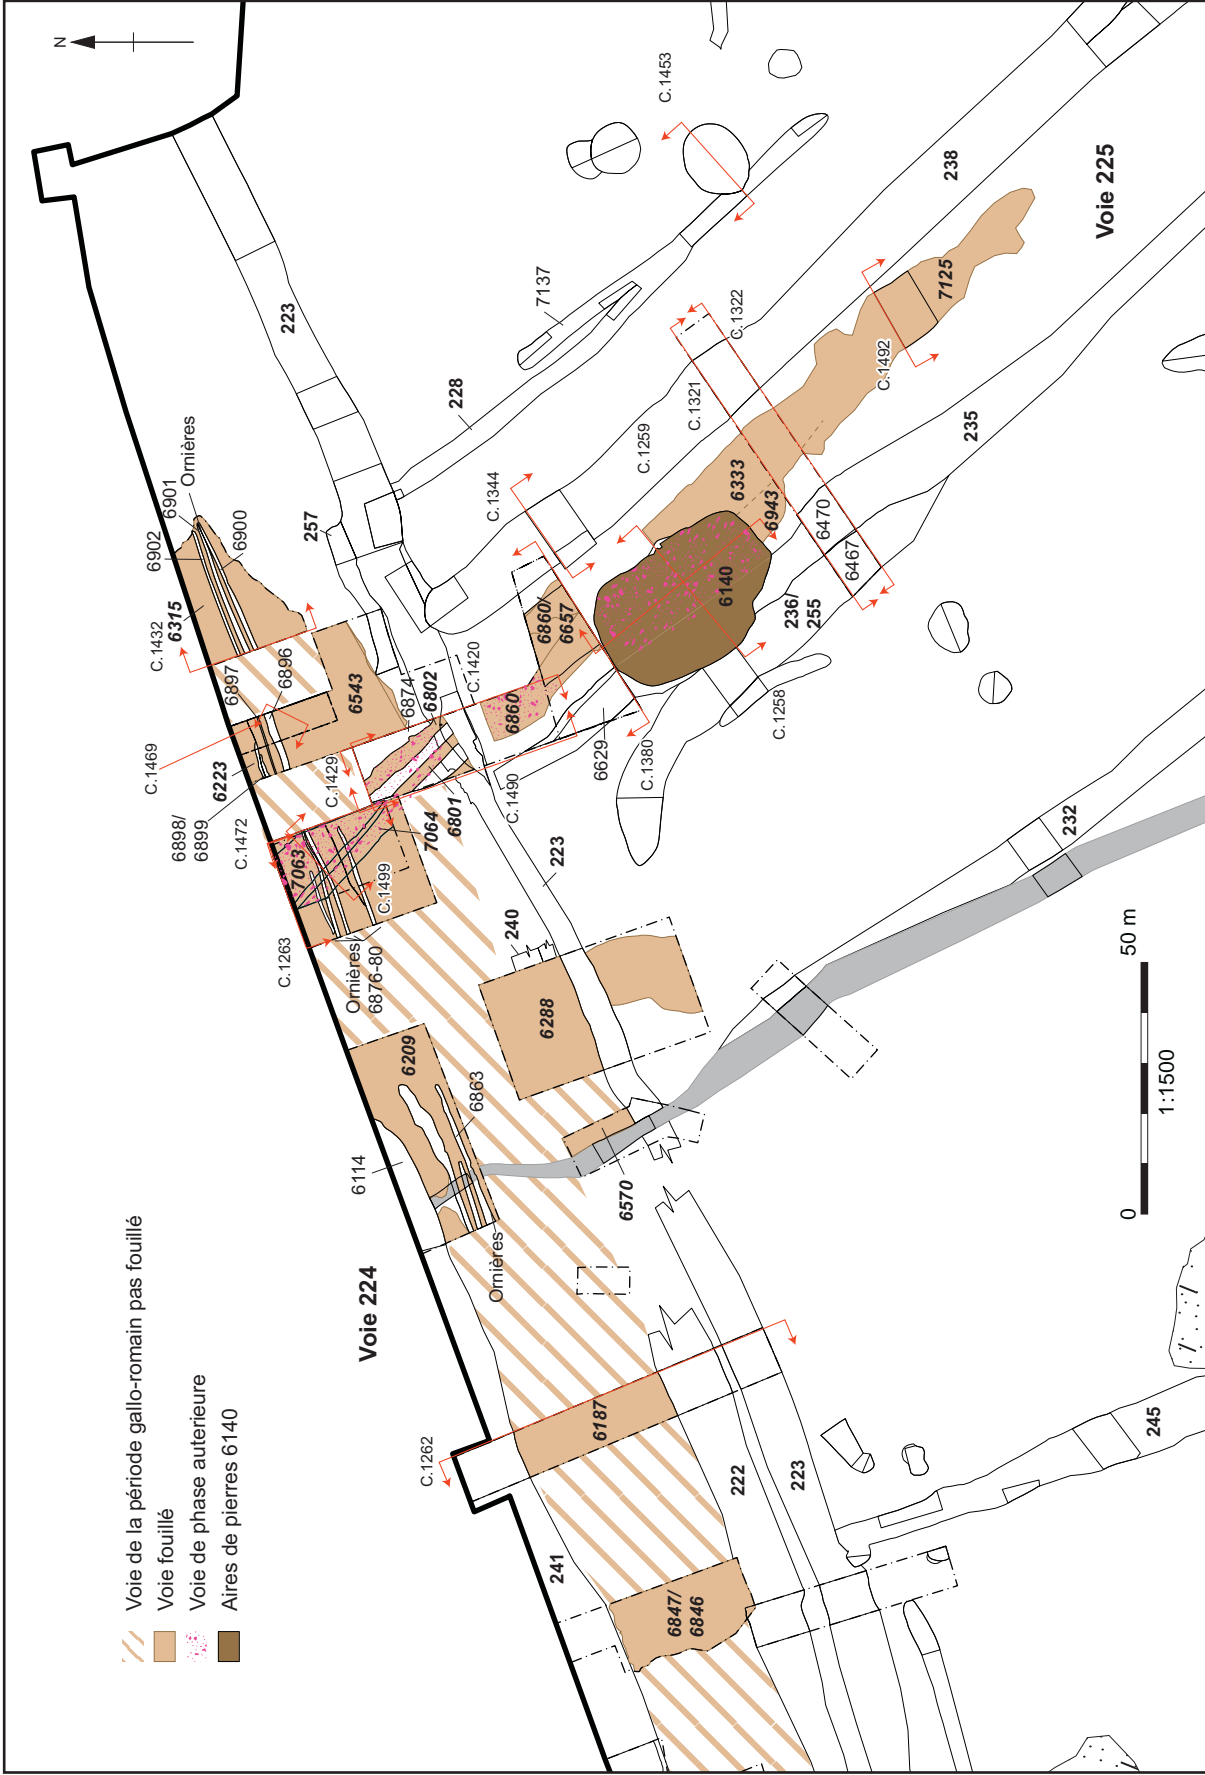 Voie de la période gallo-romain pas fouillé
Voie fouillé
Voie de phase auterieure
Aires de pierres 6140
N
Voie 224
Voie 225
C.1262
241
6847/
6846
6187
222
223
245
6114
6209
6863
Ornières
6570
6288
240
223
232
C.1263
Ornières
6876-80
7063
C.1499
7064
C.1472
6898/
6899
6223
C.1469
6897
6896
C.1429
6801
6802
6874
6543
C.1432
6315
6902
6901
Ornières
6900
257
223
228
7137
C.1453
238
C.1420
6860
C.1490
6629
C.1380
6860/
6657
C.1344
C.1259
C.1321
C.1322
6333
6943
6140
C.1258
236/
255
6470
6467
235
C.1492
7125
0
50 m
1:1500